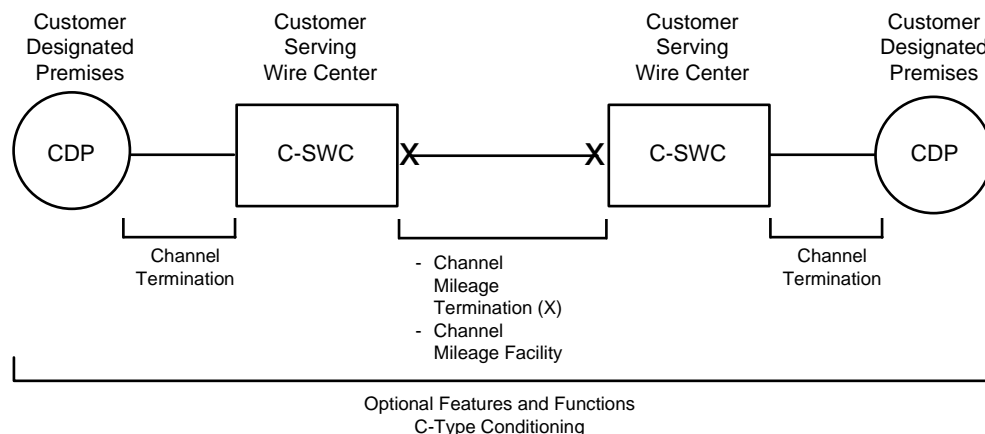 Customer
Designated
Premises
Customer
Serving
Wire Center
Customer
Serving
Wire Center
Customer
Designated
Premises
CDP
C-SWC
X
X
C-SWC
CDP
Channel
Termination
- Channel
Mileage
Termination (X)
- Channel
Mileage Facility
Channel
Termination
Optional Features and Functions
C-Type Conditioning